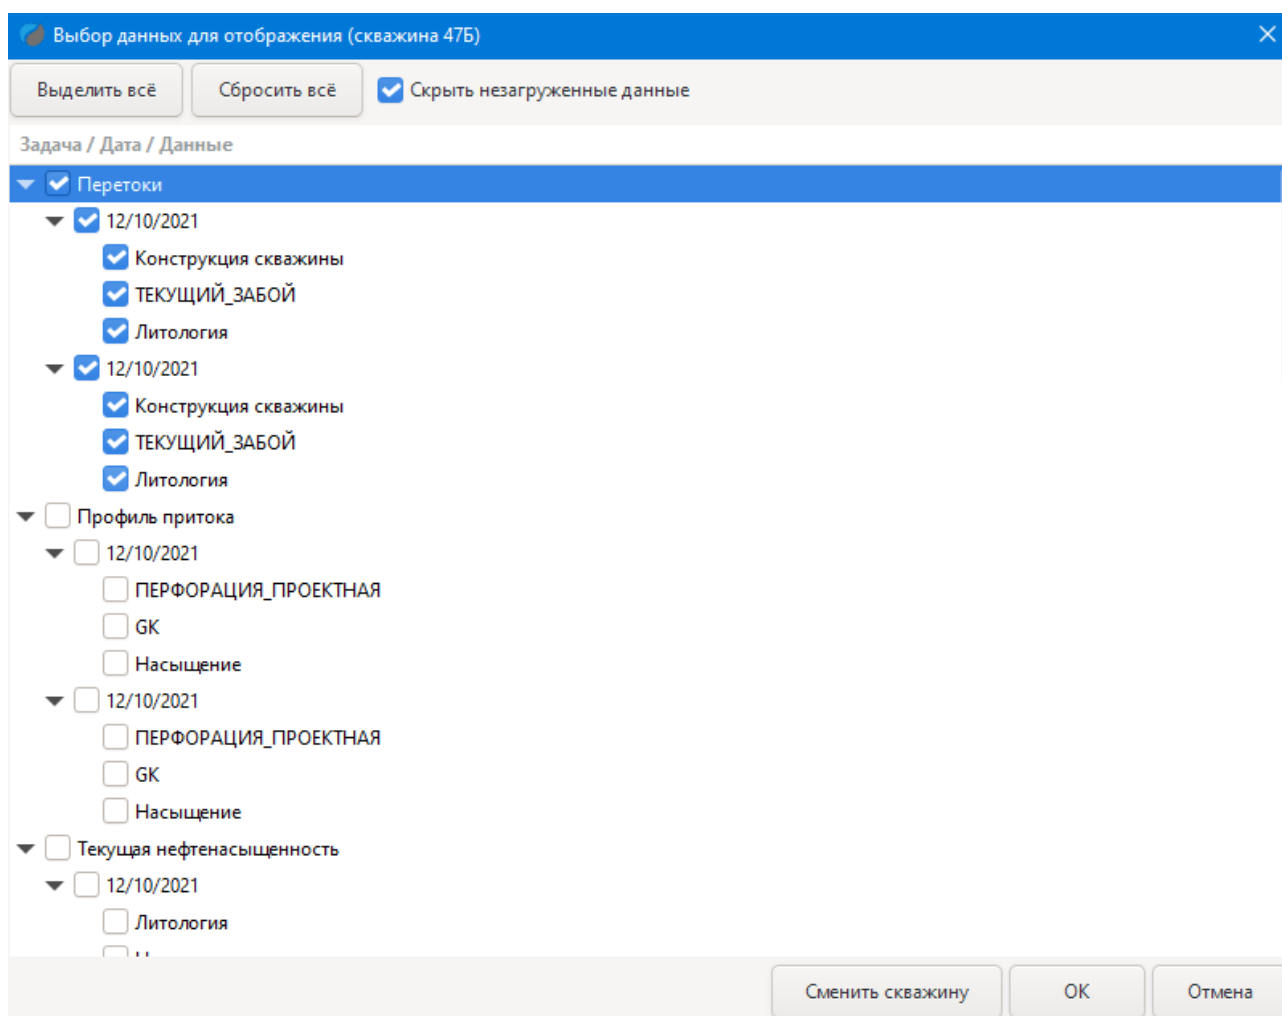 Выбор данных для отображения (скважина 47Б)
Выделить всё Сбросить всё Скрыть незагруженные данные
Задача / Дата / Данные
Перетоки
12/10/2021
Конструкция скважины
ТЕКУЩИЙ_ЗАБОЙ
Литология
12/10/2021
Конструкция скважины
ТЕКУЩИЙ_ЗАБОЙ
Литология
Профиль притока
12/10/2021
ПЕРФОРАЦИЯ_ПРОЕКТНАЯ
GK
Насыщение
12/10/2021
ПЕРФОРАЦИЯ_ПРОЕКТНАЯ
GK
Насыщение
Текущая нефтенасыщенность
12/10/2021
Литология
Сменить скважину OK Отмена